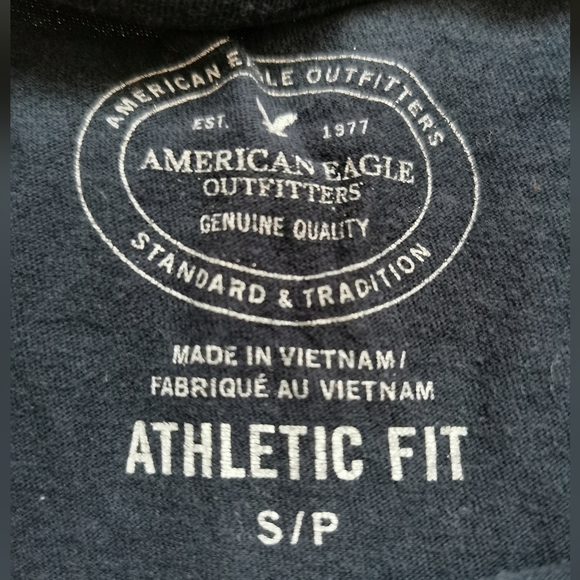 AMERICAN E LE OUTFITTERS
EST. 1977
AMERICAN EAGLE
OUTFITTERS
GENUINE QUALITY
STANDARD & TRADITION
MADE IN VIETNAM/
FABRIQUÉ AU VIETNAM
ATHLETIC FIT
S/P